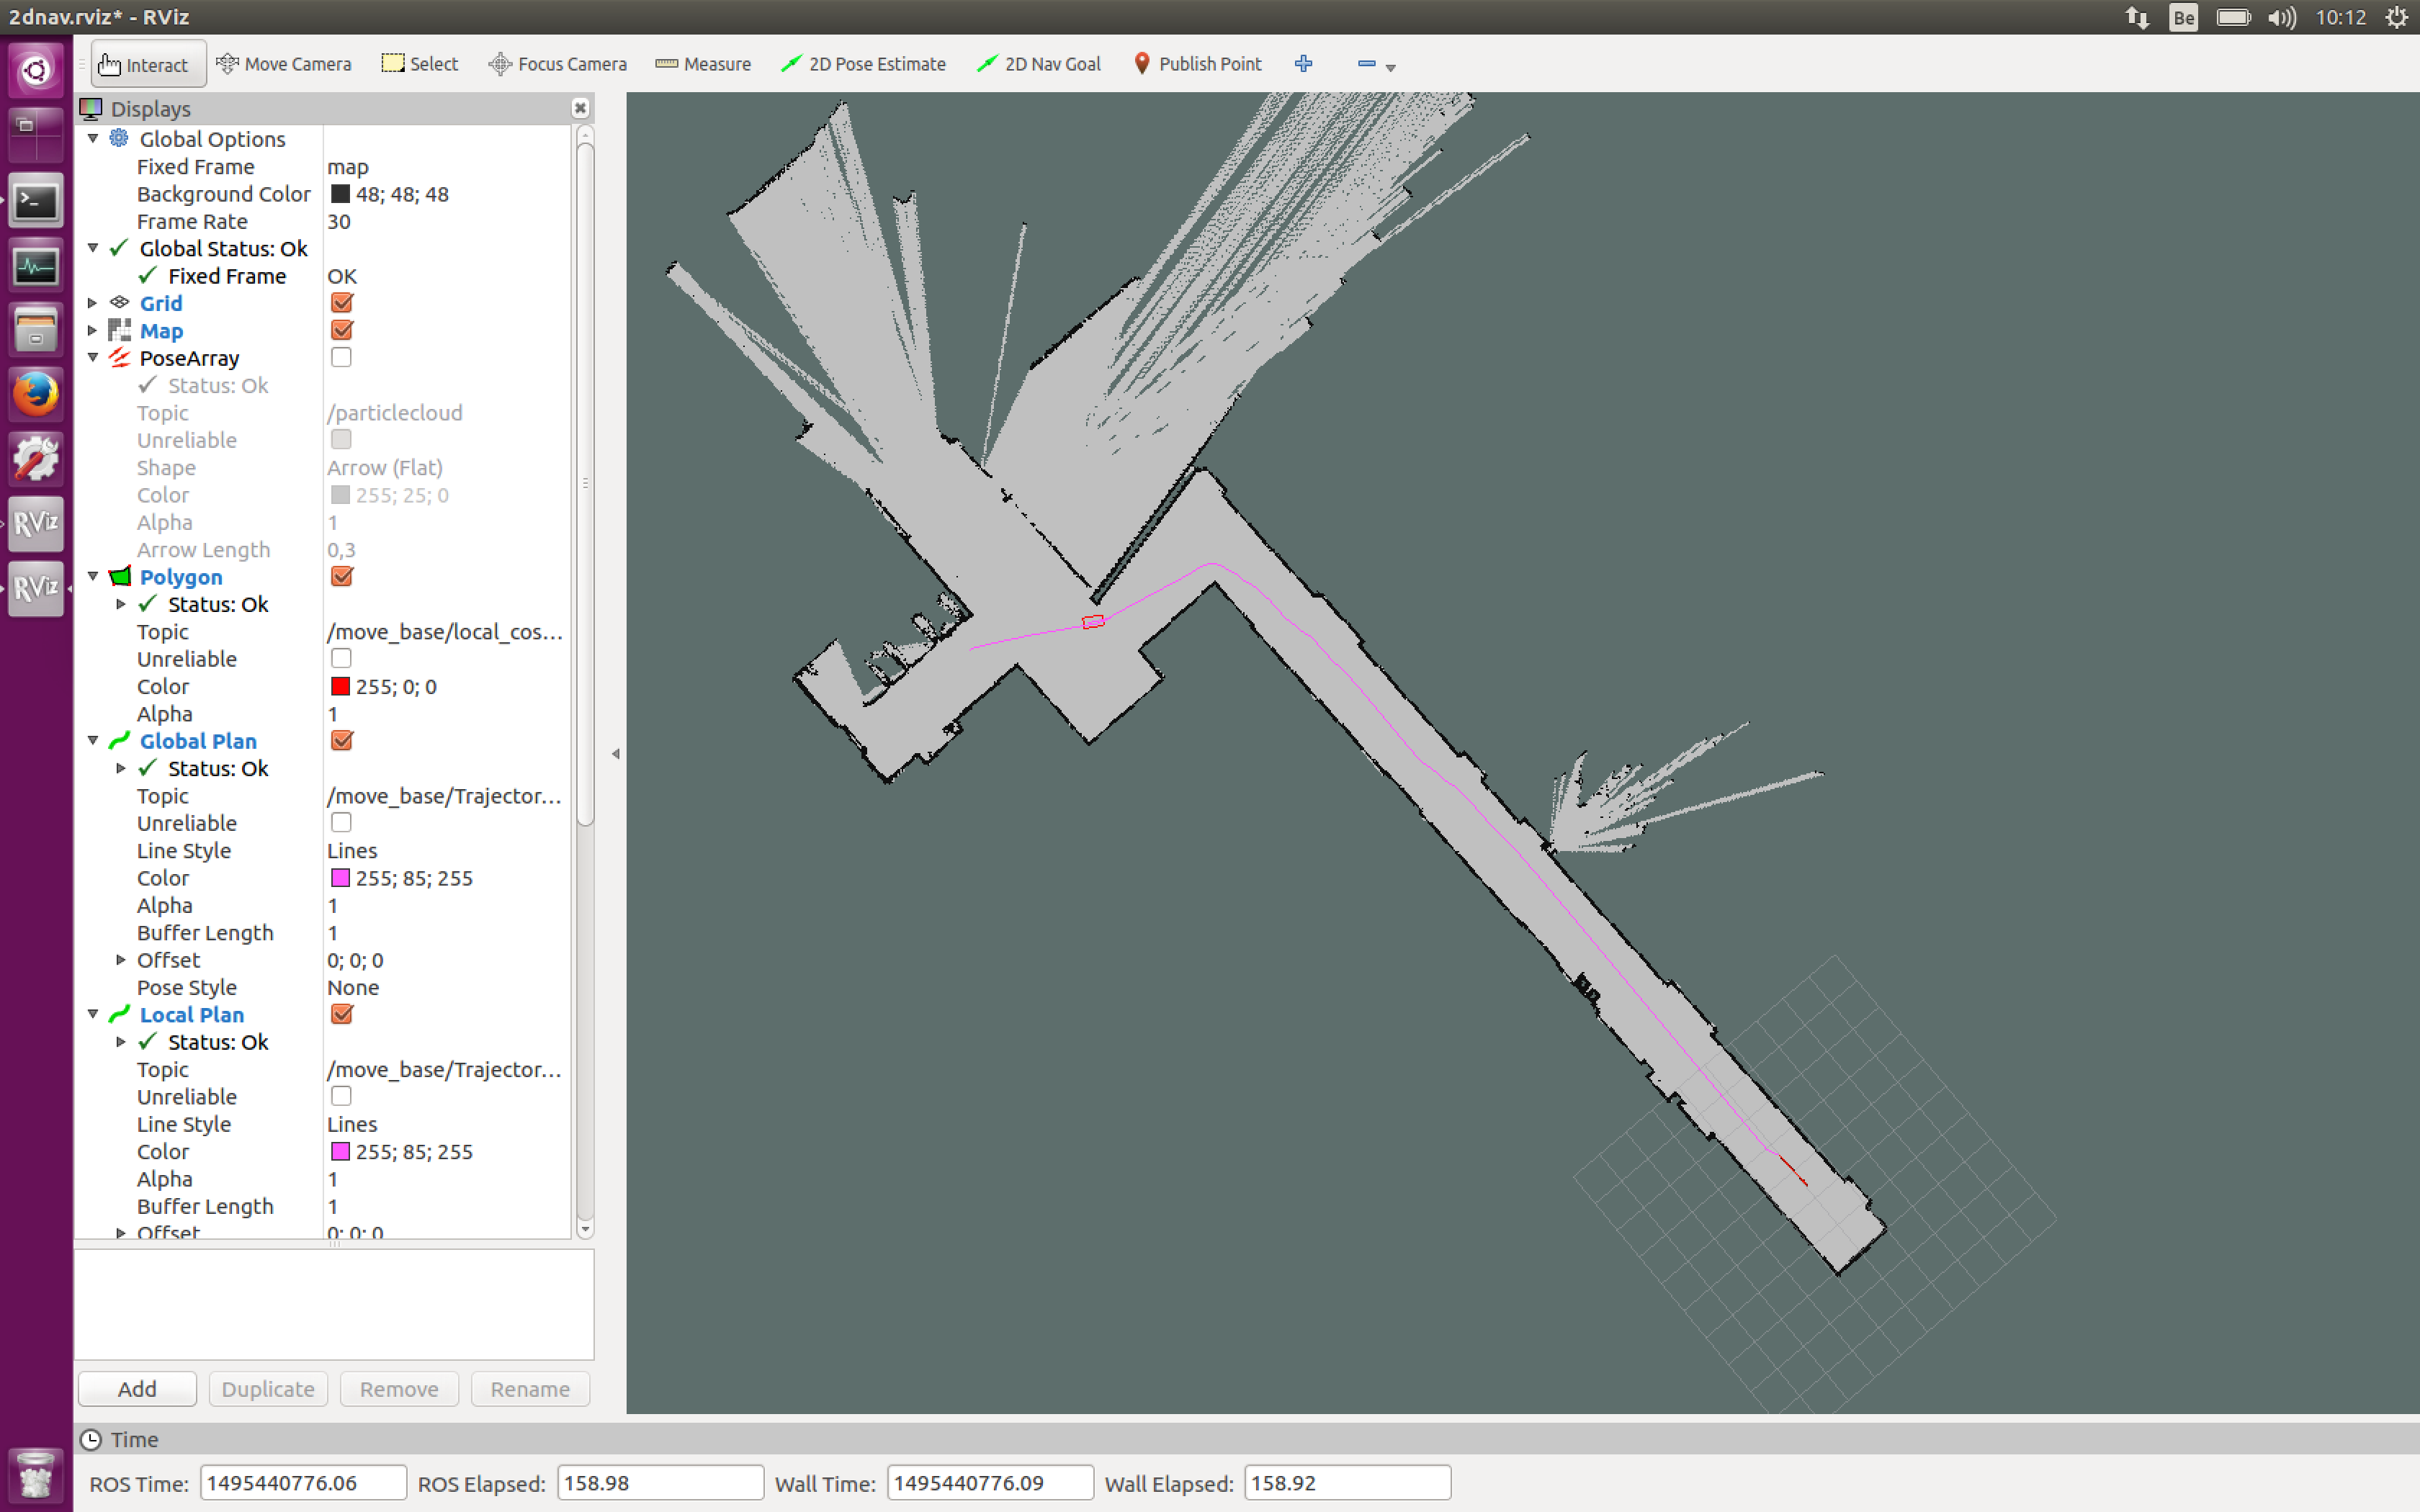 2dnav.rviz* - RViz
Be
10:12
Interact
Move Camera
Select
Focus Camera
Measure
2D Pose Estimate
2D Nav Goal
Publish Point
Displays
Global Options
Fixed Frame map
Background Color 48; 48; 48
Frame Rate 30
Global Status: Ok
Fixed Frame OK
Grid
Map
PoseArray
Status: Ok
Topic /particlecloud
Unreliable
Shape Arrow (Flat)
Color 255; 25; 0
Alpha 1
Arrow Length 0,3
Polygon
Status: Ok
Topic /move_base/local_cos...
Unreliable
Color 255; 0; 0
Alpha 1
Global Plan
Status: Ok
Topic /move_base/Trajector...
Unreliable
Line Style Lines
Color 255; 85; 255
Alpha 1
Buffer Length 1
Offset 0; 0; 0
Pose Style None
Local Plan
Status: Ok
Topic /move_base/Trajector...
Unreliable
Line Style Lines
Color 255; 85; 255
Alpha 1
Buffer Length 1
Offset 0; 0; 0
RViz
RViz
Add
Duplicate
Remove
Rename
Time
ROS Time: 1495440776.06 ROS Elapsed: 158.98 Wall Time: 1495440776.09 Wall Elapsed: 158.92